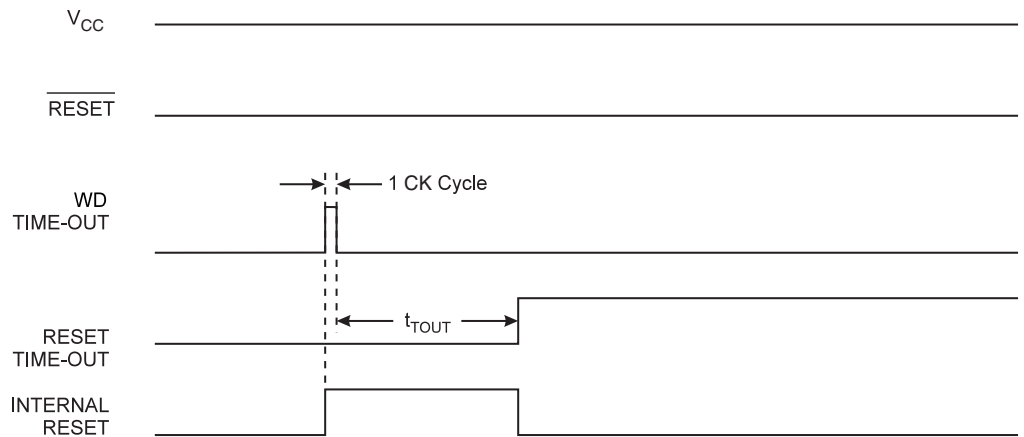 VCC
RESET
1 CK Cycle
WD
TIME-OUT
tTOUT
RESET
TIME-OUT
INTERNAL
RESET